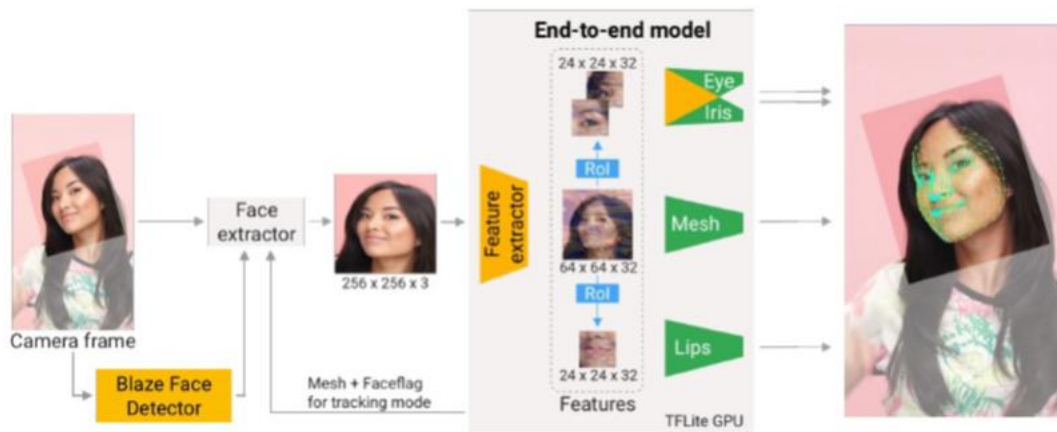 End-to-end model
24 x 24 x 32
Eye
Iris
RoI
Feature
extractor
Face
extractor
Mesh
256 x 256 x 3
64 x 64 x 32
RoI
Camera frame
Lips
Blaze Face
Detector
Mesh + Faceflag
for tracking mode
24 x 24 x 32
Features
TFLite GPU